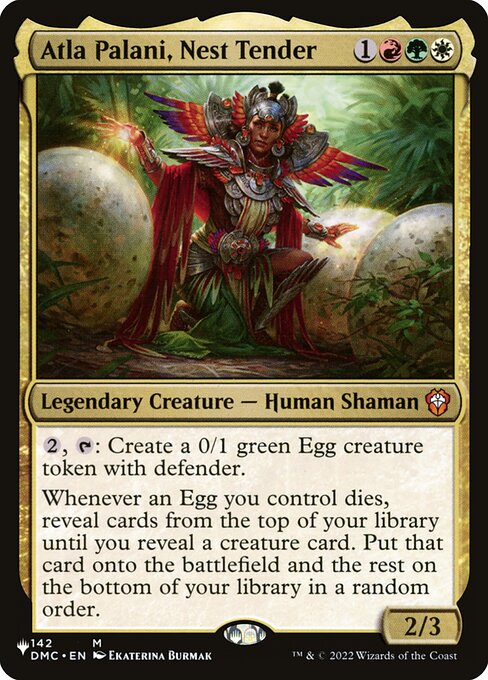 Atla Palani, Nest Tender 1
Legendary Creature — Human Shaman
2, : Create a 0/1 green Egg creature
token with defender.
Whenever an Egg you control dies,
reveal cards from the top of your library
until you reveal a creature card. Put that
card onto the battlefield and the rest on
the bottom of your library in a random
order.
2/3
142 M
DMC • EN Ekaterina Burmak
™ & © 2022 Wizards of the Coast